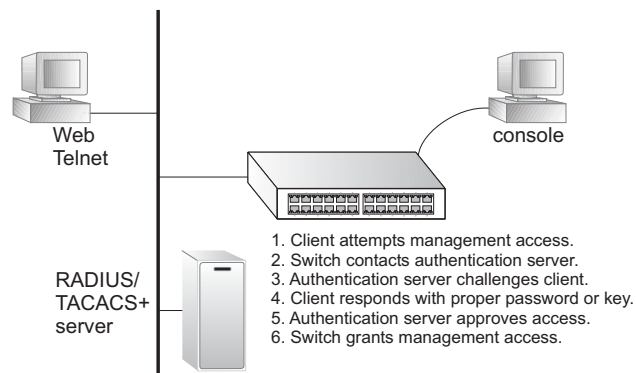 Web
Telnet
console
RADIUS/
TACACS+
server
1. Client attempts management access.
2. Switch contacts authentication server.
3. Authentication server challenges client.
4. Client responds with proper password or key.
5. Authentication server approves access.
6. Switch grants management access.